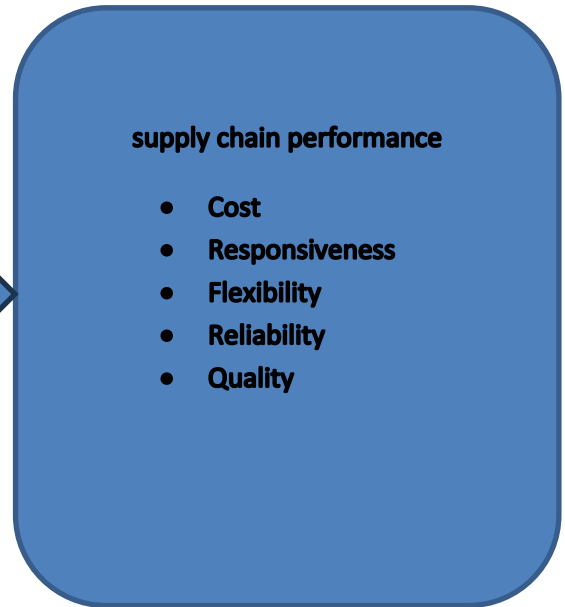 supply chain performance
• Cost
• Responsiveness
• Flexibility
• Reliability
• Quality